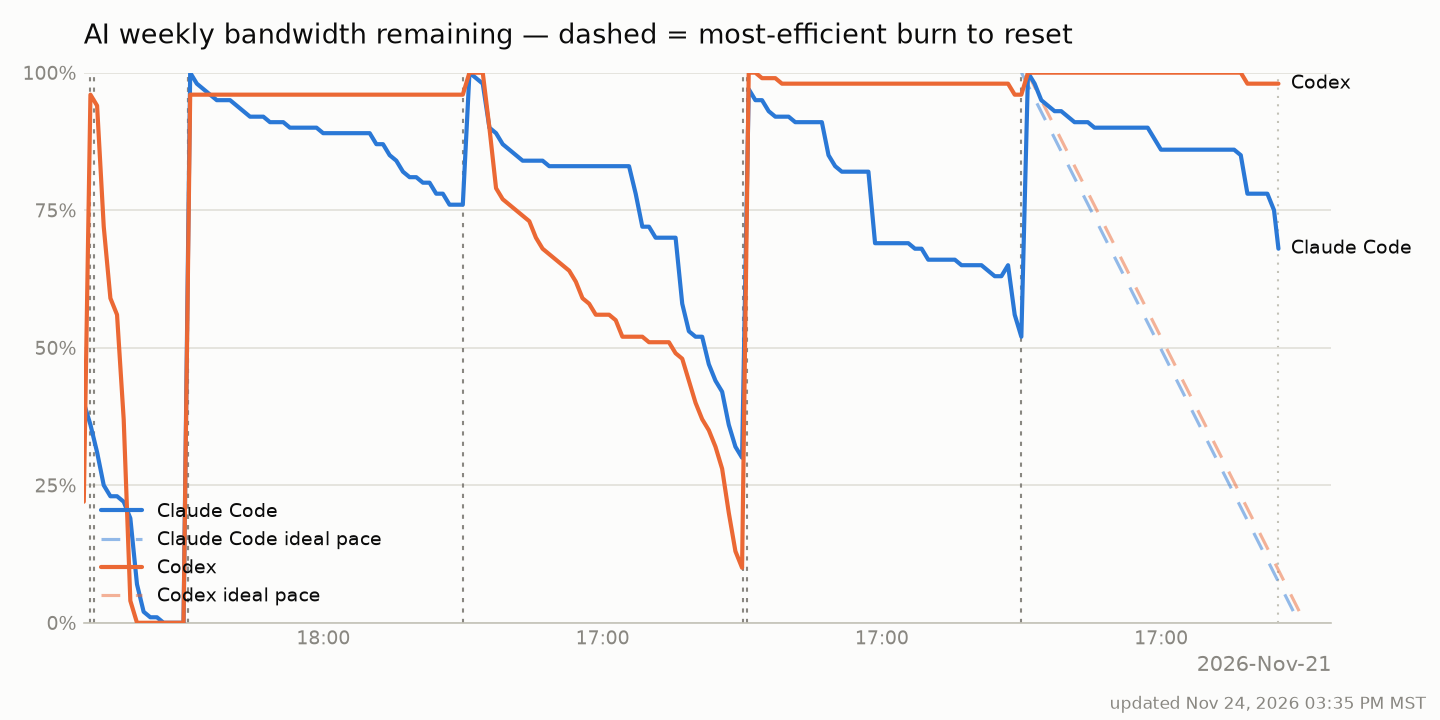 AI weekly bandwidth remaining — dashed = most-efficient burn to reset
100%
75%
50%
25%
0%
Codex
Claude Code
Claude Code
Claude Code ideal pace
Codex
Codex ideal pace
18:00 17:00 17:00 17:00
2026-Nov-21
updated Nov 24, 2026 03:35 PM MST